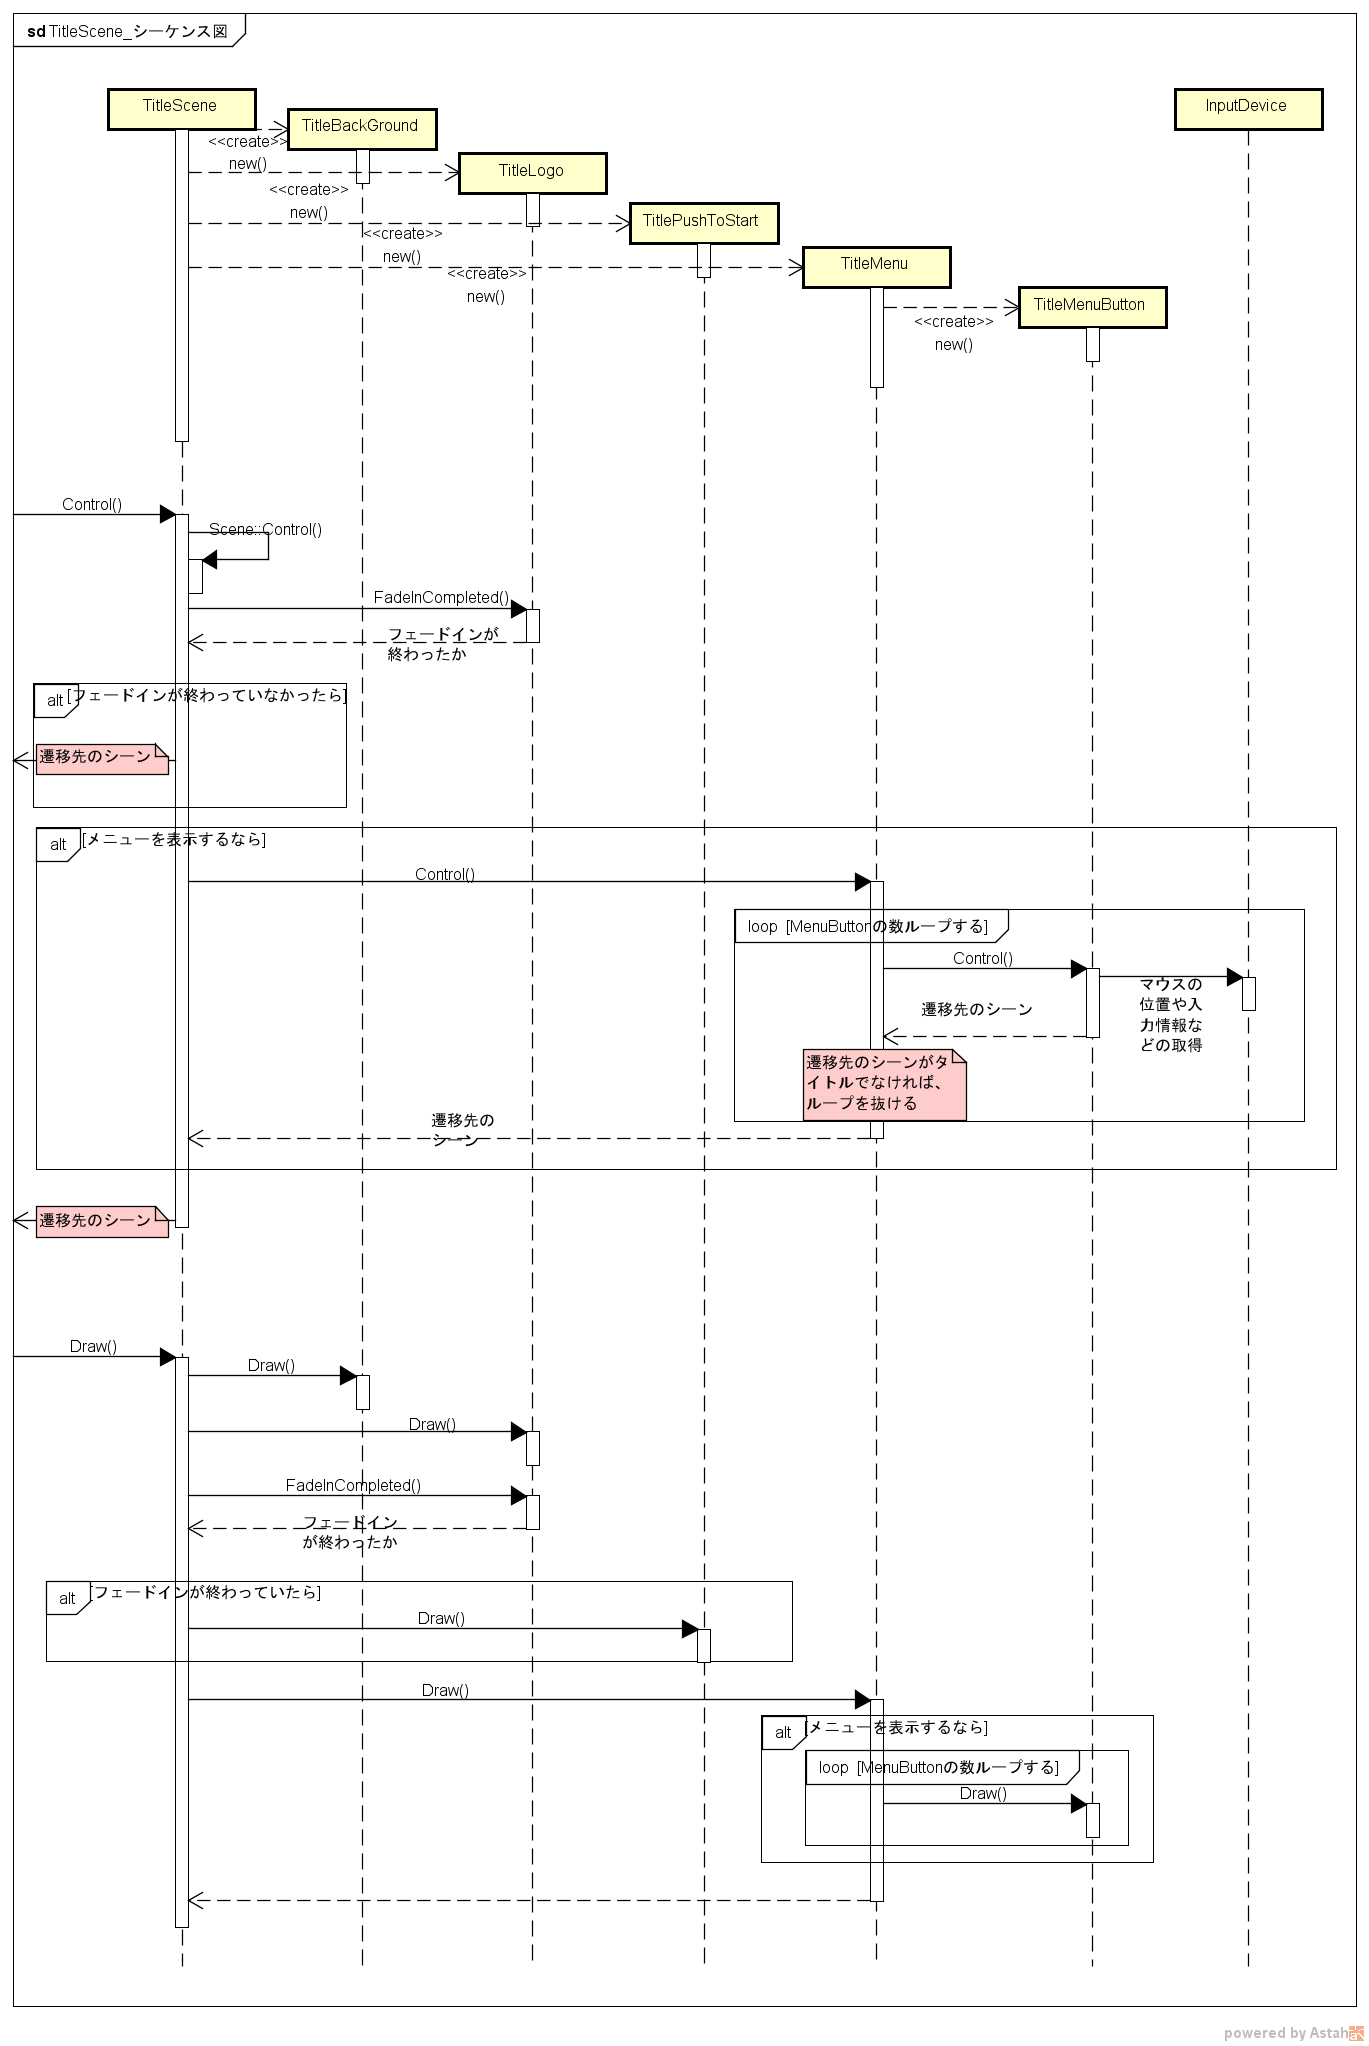 sd TitleScene_シーケンス図
TitleScene
InputDevice
TitleBackGround
<<create>>
new()
TitleLogo
<<create>>
new()
TitlePushToStart
<<create>>
new()
TitleMenu
<<create>>
new()
TitleMenuButton
<<create>>
new()
Control()
Scene::Control()
FadeInCompleted()
フェードインが
終わったか
alt [フェードインが終わっていなかったら]
遷移先のシーン
alt [メニューを表示するなら]
Control()
loop [MenuButtonの数ループする]
Control()
マウスの
位置や入
力情報な
どの取得
遷移先のシーン
遷移先のシーンがタ
イトルでなければ、
ループを抜ける
遷移先の
シーン
遷移先のシーン
Draw()
Draw()
Draw()
FadeInCompleted()
フェードイン
が終わったか
alt [フェードインが終わっていたら]
Draw()
Draw()
alt [メニューを表示するなら]
loop [MenuButtonの数ループする]
Draw()
powered by Astah